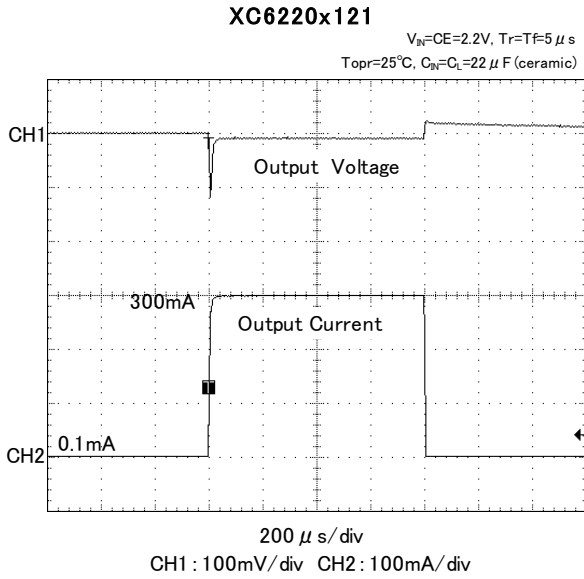 XC6220x121
VIN=CE=2.2V, Tr=Tf=5μs
Topr=25℃, CIN=CL=22μF(ceramic)
CH1
Output Voltage
300mA
Output Current
0.1mA
CH2
200μs/div
CH1:100mV/div CH2:100mA/div